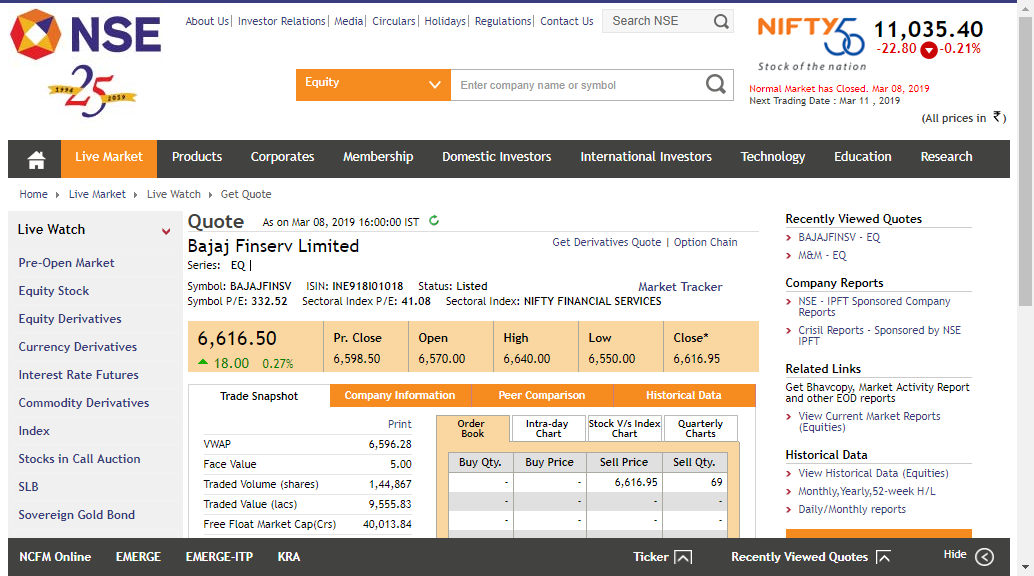 NSE
1994 25 2019
About Us| Investor Relations| Media| Circulars| Holidays| Regulations| Contact Us
Search NSE
Equity
Enter company name or symbol
NIFTY 50
Stock of the nation
11,035.40
-22.80 -0.21%
Normal Market has Closed. Mar 08, 2019
Next Trading Date : Mar 11 , 2019
(All prices in ₹)
Live Market Products Corporates Membership Domestic Investors International Investors Technology Education Research
Home Live Market Live Watch Get Quote
Live Watch
Pre-Open Market
Equity Stock
Equity Derivatives
Currency Derivatives
Interest Rate Futures
Commodity Derivatives
Index
Stocks in Call Auction
SLB
Sovereign Gold Bond
Quote As on Mar 08, 2019 16:00:00 IST
Bajaj Finserv Limited
Get Derivatives Quote | Option Chain
Series: EQ |
Symbol: BAJAJFINSV ISIN: INE918I01018 Status: Listed
Market Tracker
Symbol P/E: 332.52 Sectoral Index P/E: 41.08 Sectoral Index: NIFTY FINANCIAL SERVICES
6,616.50
18.00 0.27%
Pr. Close Open High Low Close*
6,598.50 6,570.00 6,640.00 6,550.00 6,616.95
Trade Snapshot Company Information Peer Comparison Historical Data
Print
VWAP 6,596.28
Face Value 5.00
Traded Volume (shares) 1,44,867
Traded Value (lacs) 9,555.83
Free Float Market Cap(Crs) 40,013.84
Order Book
Intra-day Chart
Stock V/s Index Chart
Quarterly Charts
Buy Qty. Buy Price Sell Price Sell Qty.
- - 6,616.95 69
- - - -
- - - -
Recently Viewed Quotes
BAJAJFINSV - EQ
M&M - EQ
Company Reports
NSE - IPFT Sponsored Company
Reports
Crisil Reports - Sponsored by NSE
IPFT
Related Links
Get Bhavcopy, Market Activity Report
and other EOD reports
View Current Market Reports
(Equities)
Historical Data
View Historical Data (Equities)
Monthly,Yearly,52-week H/L
Daily/Monthly reports
NCFM Online EMERGE EMERGE-ITP KRA Ticker Recently Viewed Quotes Hide